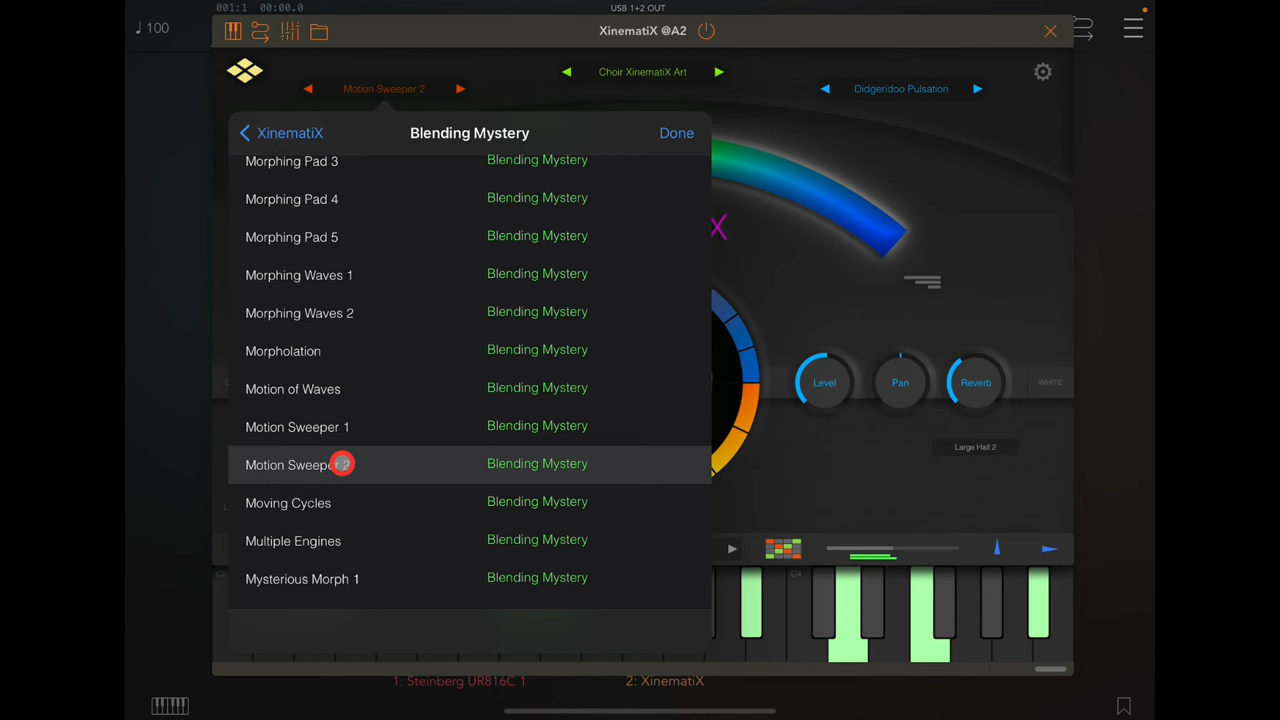 001:1 00:00.0
USB 1+2 OUT
♩ 100
XinematiX @A2
Choir XinematiX Art
Motion Sweeper 2
Didgeridoo Pulsation
XinematiX
Blending Mystery
Done
Morphing Pad 3 Blending Mystery
Morphing Pad 4 Blending Mystery
Morphing Pad 5 Blending Mystery
X
Morphing Waves 1 Blending Mystery
Morphing Waves 2 Blending Mystery
Morpholation Blending Mystery
Motion of Waves Blending Mystery
Level
Pan
Reverb
WHITE
Motion Sweeper 1 Blending Mystery
Large Hall 2
Motion Sweeper 2 Blending Mystery
Moving Cycles Blending Mystery
Multiple Engines Blending Mystery
Mysterious Morph 1 Blending Mystery
C2
C4
1: Steinberg UR816C 1
2: XinematiX